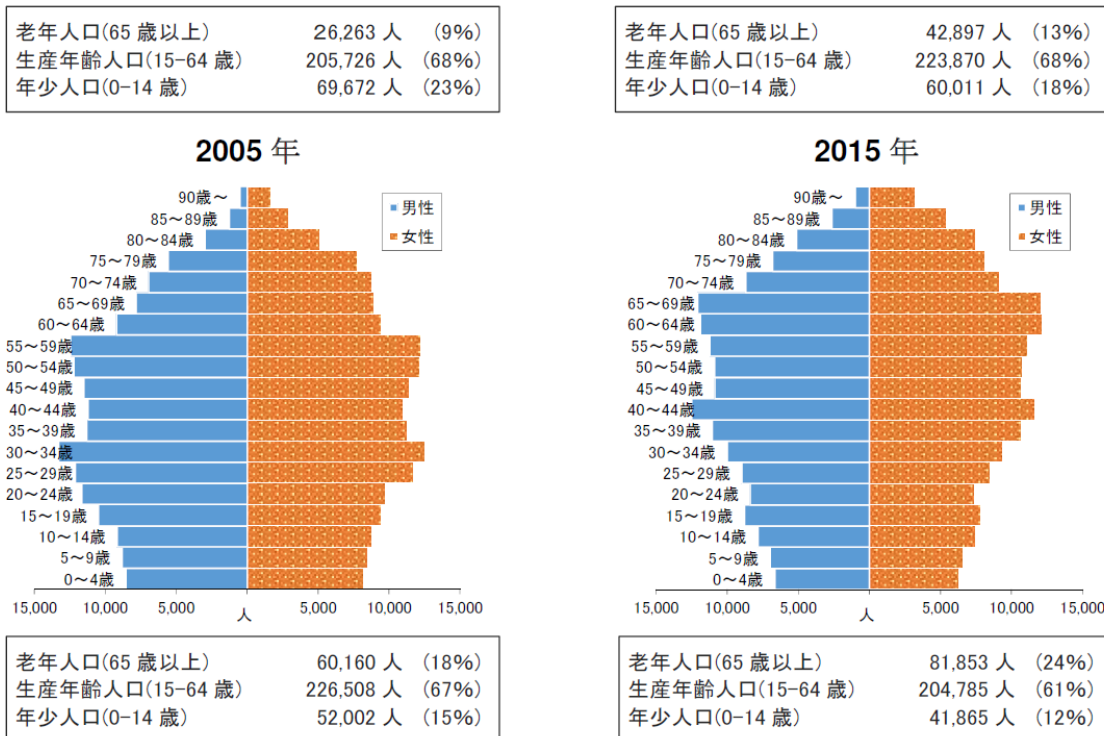 老年人口(65 歳以上) 26,263 人 (9%)
生産年齢人口(15-64 歳) 205,726 人 (68%)
年少人口(0-14 歳) 69,672 人 (23%)
老年人口(65 歳以上) 42,897 人 (13%)
生産年齢人口(15-64 歳) 223,870 人 (68%)
年少人口(0-14 歳) 60,011 人 (18%)
2005 年
90歳～
85～89歳
80～84歳
75～79歳
70～74歳
65～69歳
60～64歳
55～59歳
50～54歳
45～49歳
40～44歳
35～39歳
30～34歳
25～29歳
20～24歳
15～19歳
10～14歳
5～9歳
0～4歳
男性
女性
15,000 10,000 5,000 0 5,000 10,000 15,000
人
2015 年
90歳～
85～89歳
80～84歳
75～79歳
70～74歳
65～69歳
60～64歳
55～59歳
50～54歳
45～49歳
40～44歳
35～39歳
30～34歳
25～29歳
20～24歳
15～19歳
10～14歳
5～9歳
0～4歳
男性
女性
15,000 10,000 5,000 0 5,000 10,000 15,000
人
老年人口(65 歳以上) 60,160 人 (18%)
生産年齢人口(15-64 歳) 226,508 人 (67%)
年少人口(0-14 歳) 52,002 人 (15%)
老年人口(65 歳以上) 81,853 人 (24%)
生産年齢人口(15-64 歳) 204,785 人 (61%)
年少人口(0-14 歳) 41,865 人 (12%)